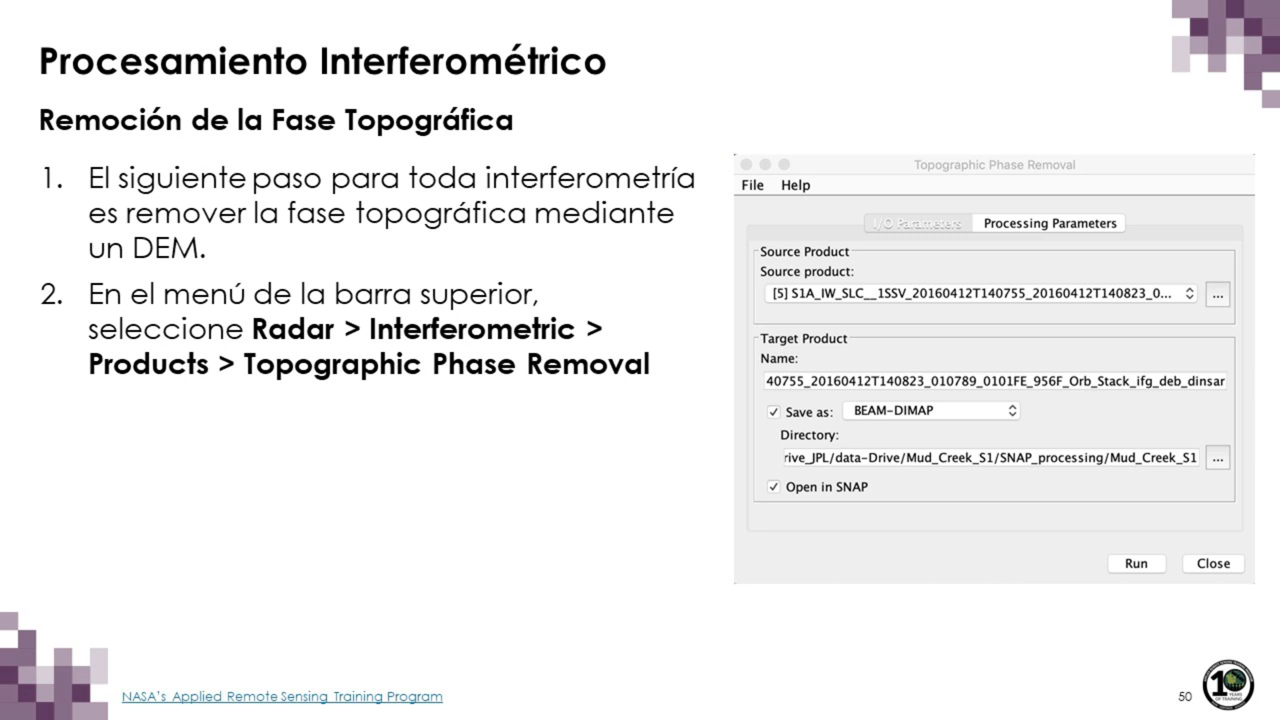 Procesamiento Interferométrico
Remoción de la Fase Topográfica
1. El siguiente paso para toda interferometría
es remover la fase topográfica mediante
un DEM.
2. En el menú de la barra superior,
seleccione Radar > Interferometric >
Products > Topographic Phase Removal
Topographic Phase Removal
File Help
I/O Parameters Processing Parameters
Source Product
Source product:
[5] S1A_IW_SLC__1SSV_20160412T140755_20160412T140823_0... ...
Target Product
Name:
40755_20160412T140823_010789_0101FE_956F_Orb_Stack_ifg_deb_dinsar
Save as: BEAM-DIMAP
Directory:
rive_JPL/data-Drive/Mud_Creek_S1/SNAP_processing/Mud_Creek_S1 ...
Open in SNAP
Run Close
NASA's Applied Remote Sensing Training Program
50
10
YEARS
OF TRAINING